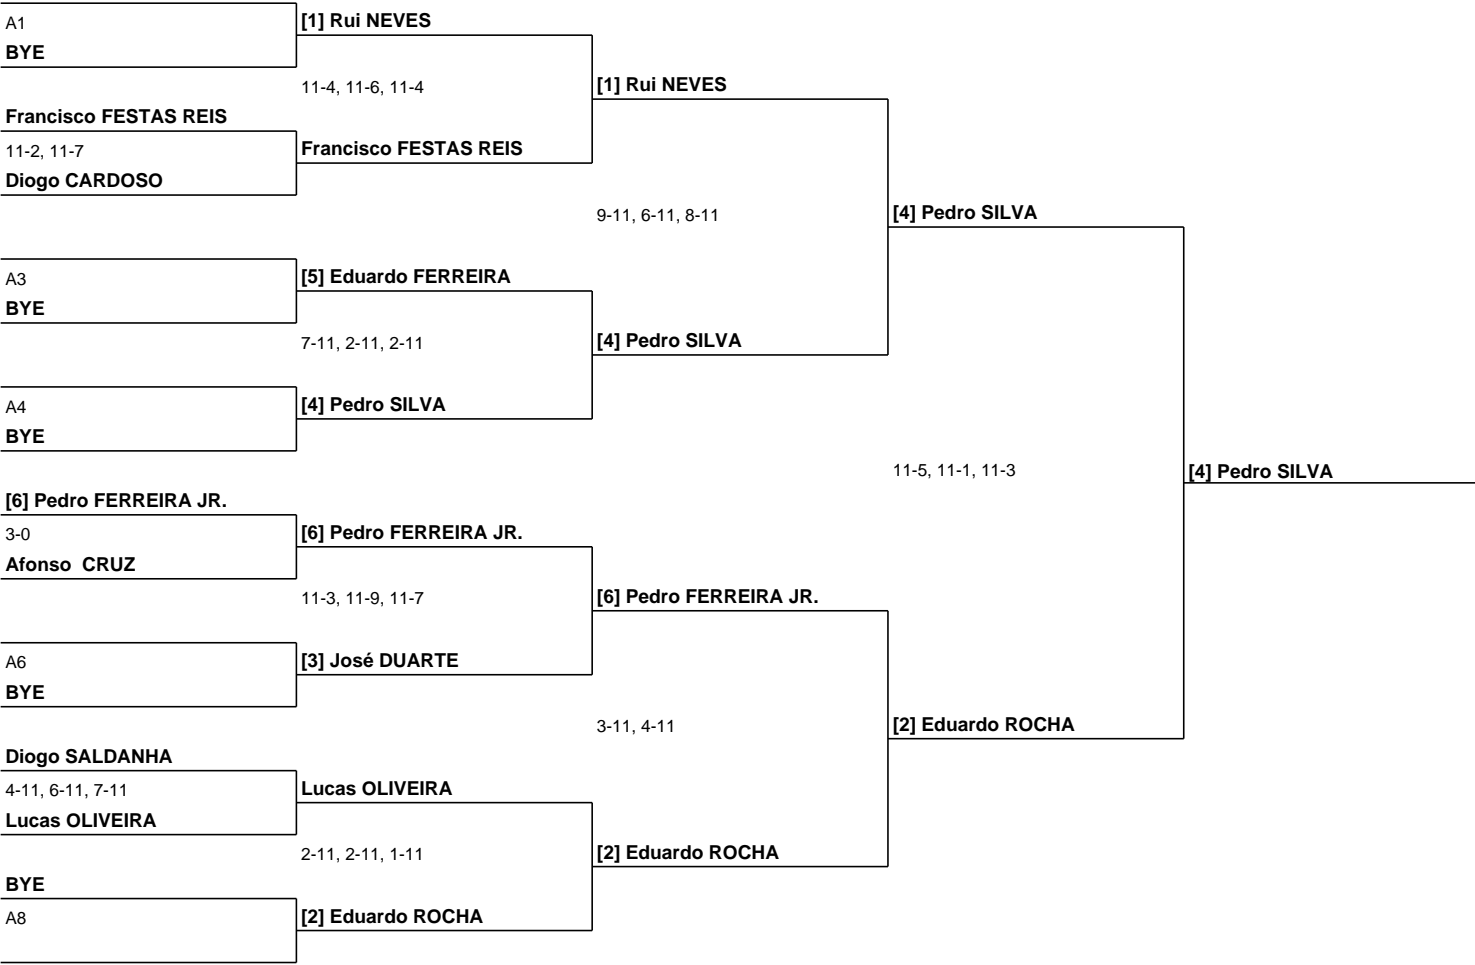 A1
BYE
[1] Rui NEVES
11-4, 11-6, 11-4
[1] Rui NEVES
Francisco FESTAS REIS
11-2, 11-7
Diogo CARDOSO
Francisco FESTAS REIS
9-11, 6-11, 8-11
[4] Pedro SILVA
A3
BYE
[5] Eduardo FERREIRA
7-11, 2-11, 2-11
[4] Pedro SILVA
A4
BYE
[4] Pedro SILVA
11-5, 11-1, 11-3
[4] Pedro SILVA
[6] Pedro FERREIRA JR.
3-0
Afonso  CRUZ
[6] Pedro FERREIRA JR.
11-3, 11-9, 11-7
[6] Pedro FERREIRA JR.
A6
BYE
[3] José DUARTE
3-11, 4-11
[2] Eduardo ROCHA
Diogo SALDANHA
4-11, 6-11, 7-11
Lucas OLIVEIRA
Lucas OLIVEIRA
2-11, 2-11, 1-11
[2] Eduardo ROCHA
BYE
A8
[2] Eduardo ROCHA